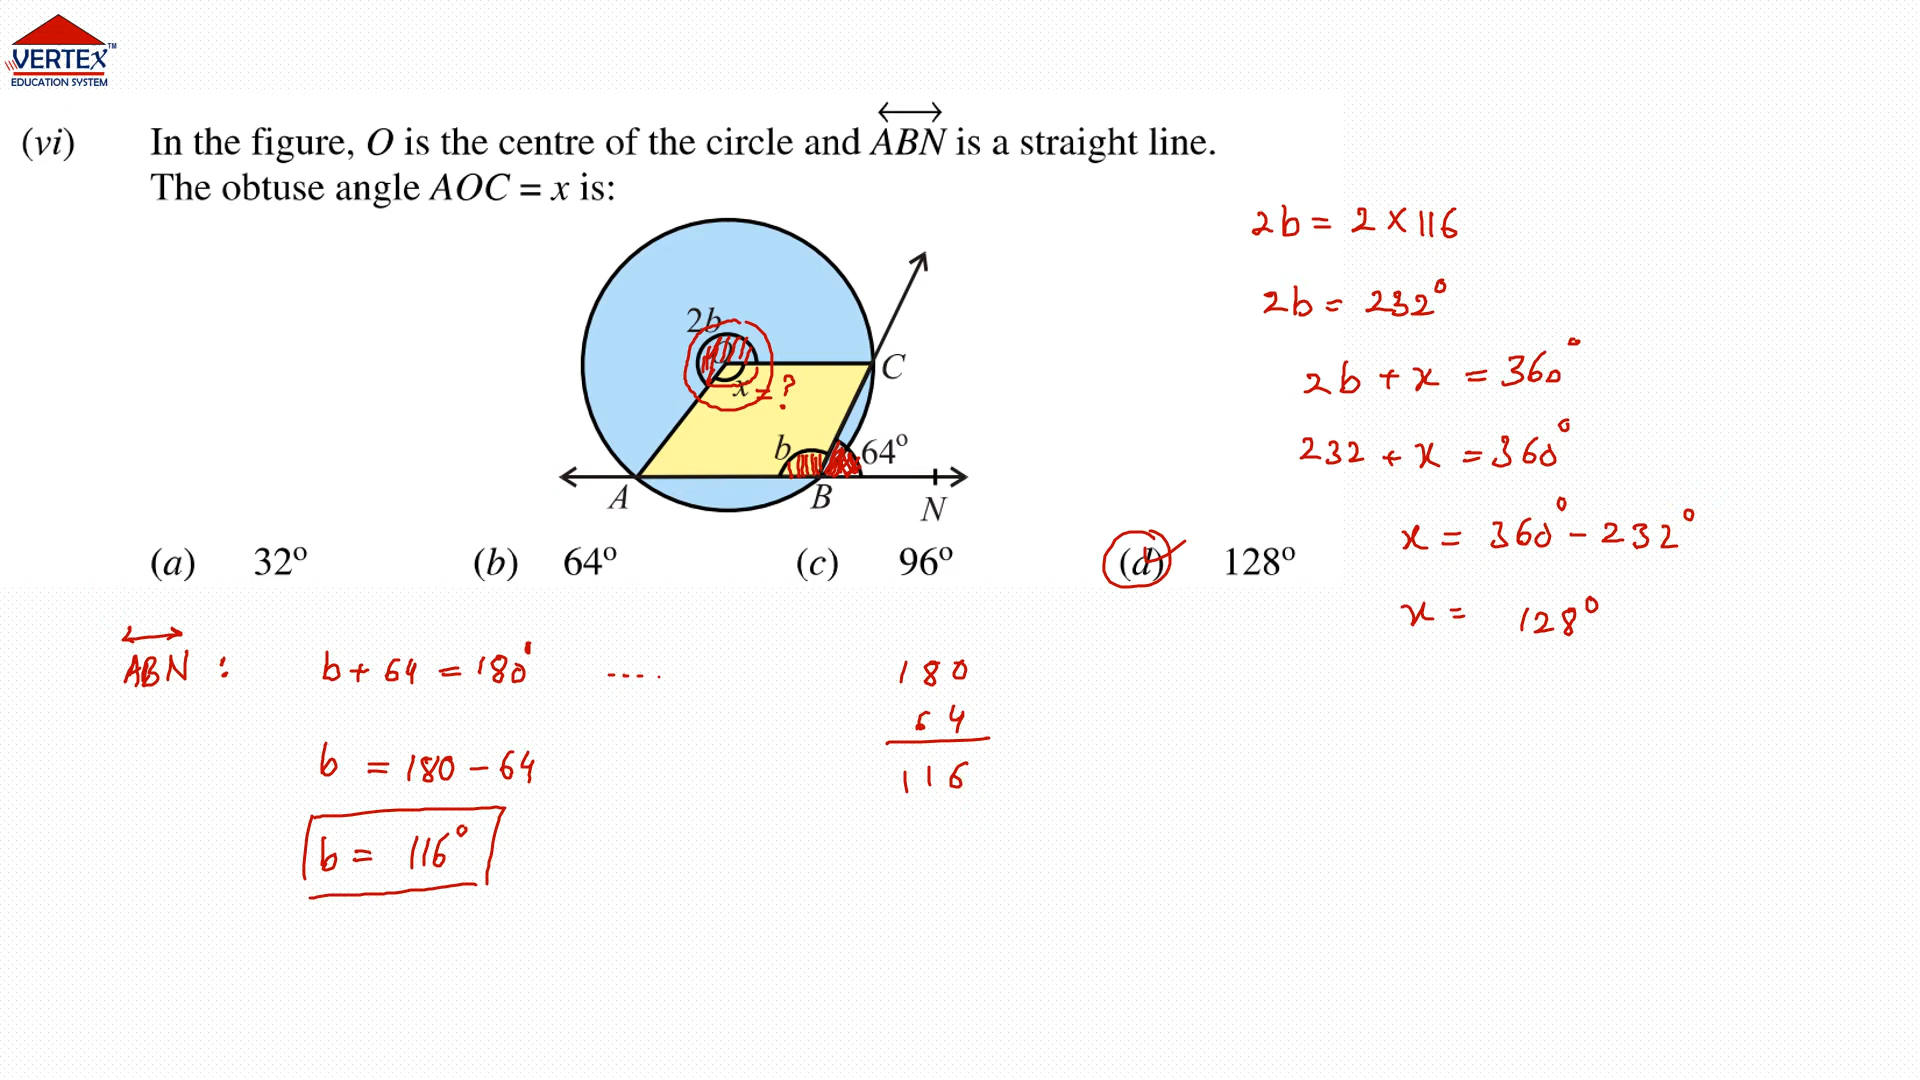 VERTEX™
EDUCATION SYSTEM
(vi) In the figure, O is the centre of the circle and ABN is a straight line.
The obtuse angle AOC = x is:
2b
O
x = ?
C
b
64°
A
B
N
(a) 32° (b) 64° (c) 96° (d) 128°
ABN : b + 64 = 180° ....
b = 180 - 64
b = 116°
180
64
116
2b = 2 × 116
2b = 232°
2b + x = 360°
232 + x = 360°
x = 360° - 232°
x = 128°